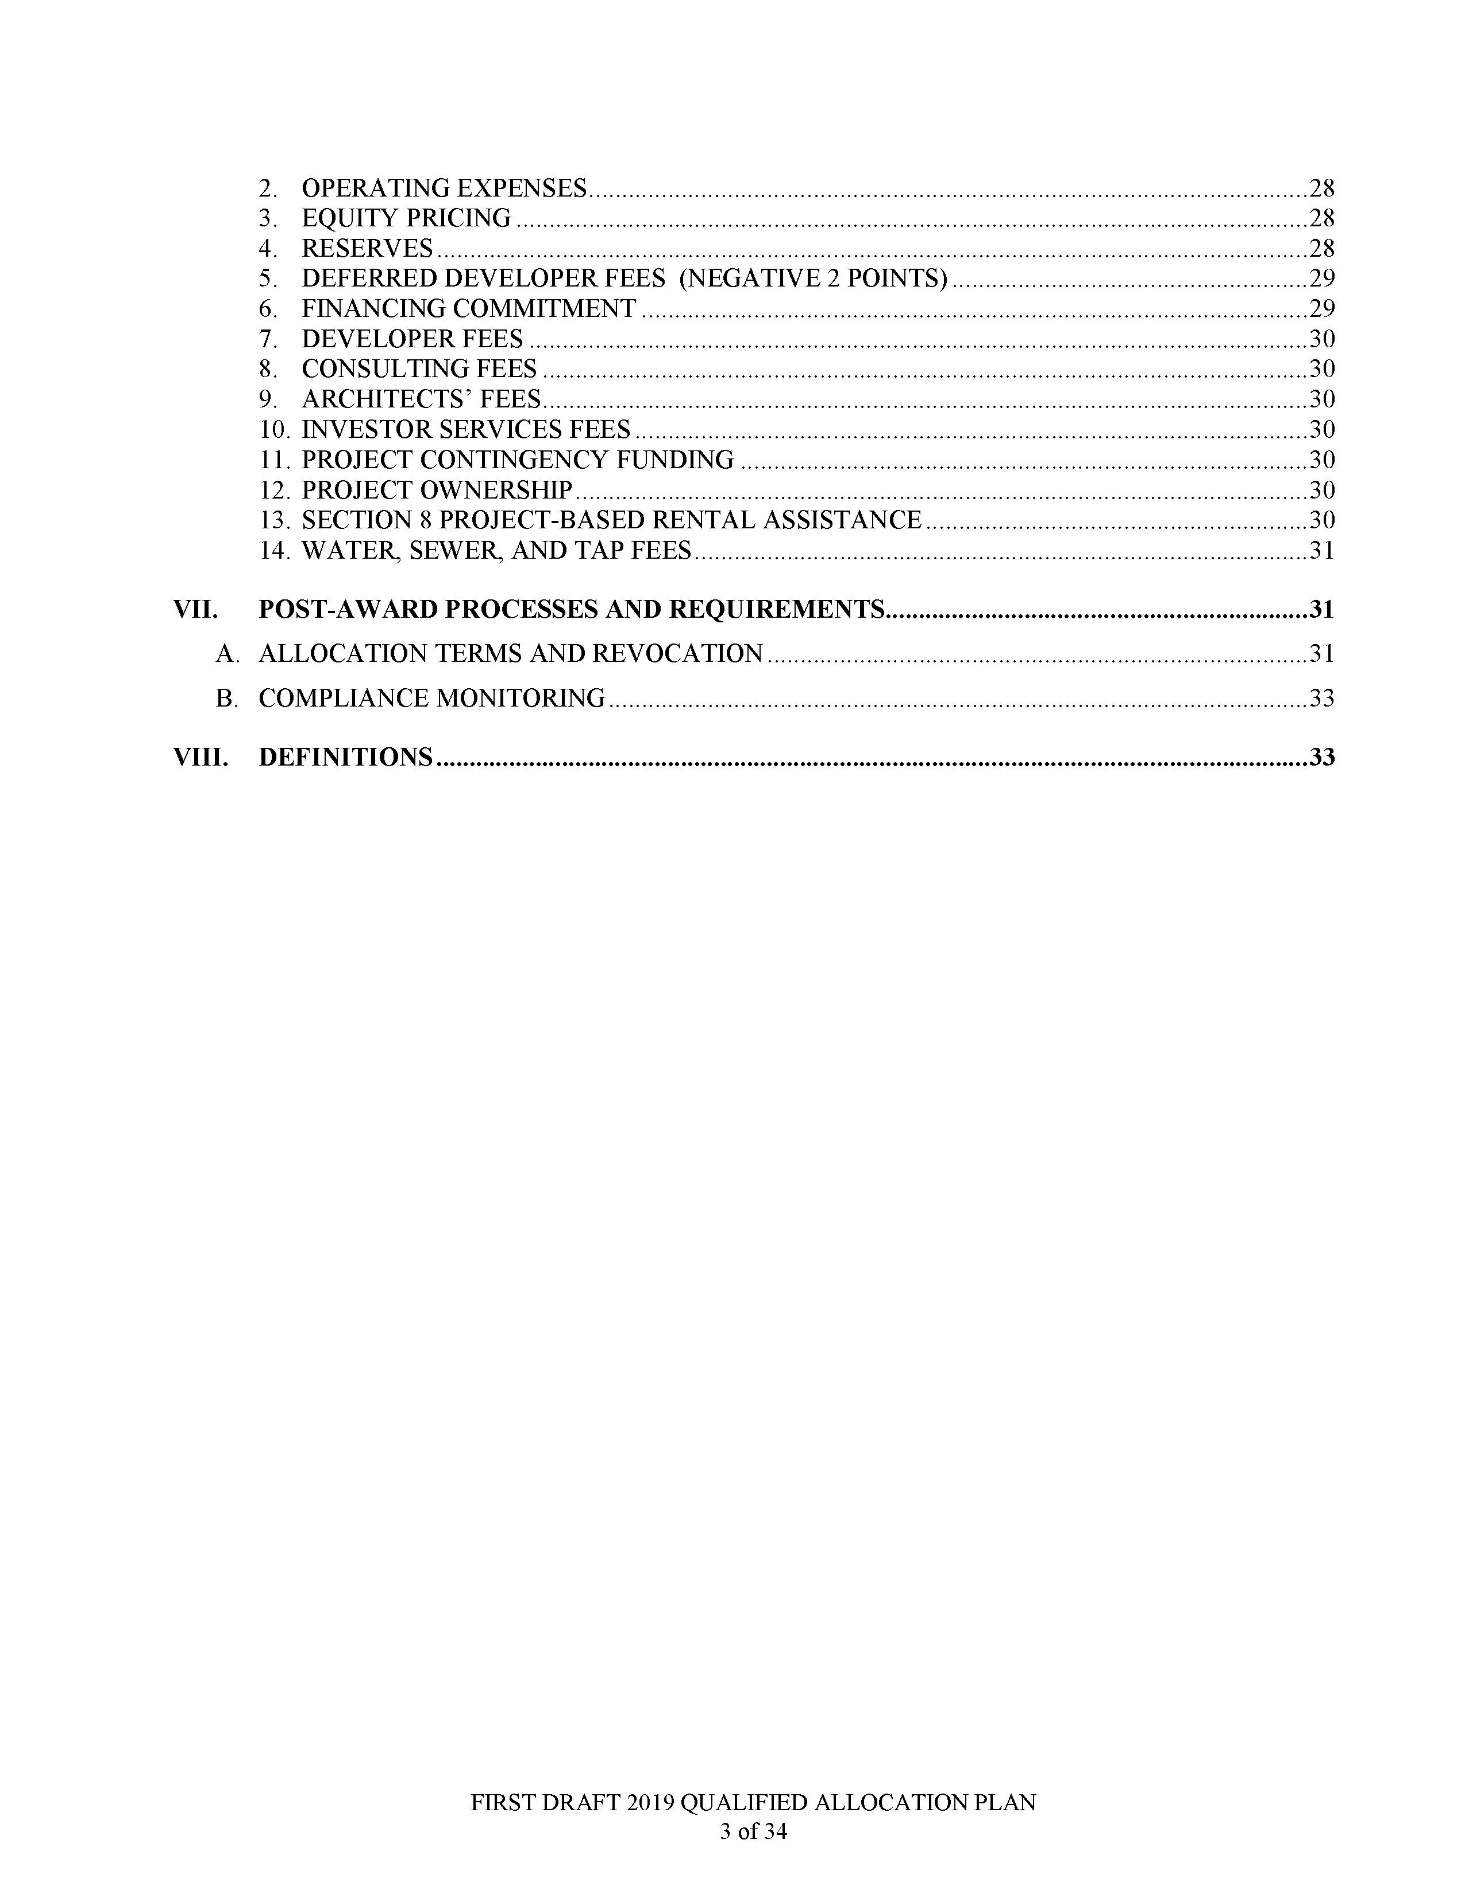 2. OPERATING EXPENSES 28
3. EQUITY PRICING 28
4. RESERVES 28
5. DEFERRED DEVELOPER FEES (NEGATIVE 2 POINTS) 29
6. FINANCING COMMITMENT 29
7. DEVELOPER FEES 30
8. CONSULTING FEES 30
9. ARCHITECTS’ FEES 30
10. INVESTOR SERVICES FEES 30
11. PROJECT CONTINGENCY FUNDING 30
12. PROJECT OWNERSHIP 30
13. SECTION 8 PROJECT-BASED RENTAL ASSISTANCE 30
14. WATER, SEWER, AND TAP FEES 31
VII. POST-AWARD PROCESSES AND REQUIREMENTS 31
A. ALLOCATION TERMS AND REVOCATION 31
B. COMPLIANCE MONITORING 33
VIII. DEFINITIONS 33
FIRST DRAFT 2019 QUALIFIED ALLOCATION PLAN
3 of 34